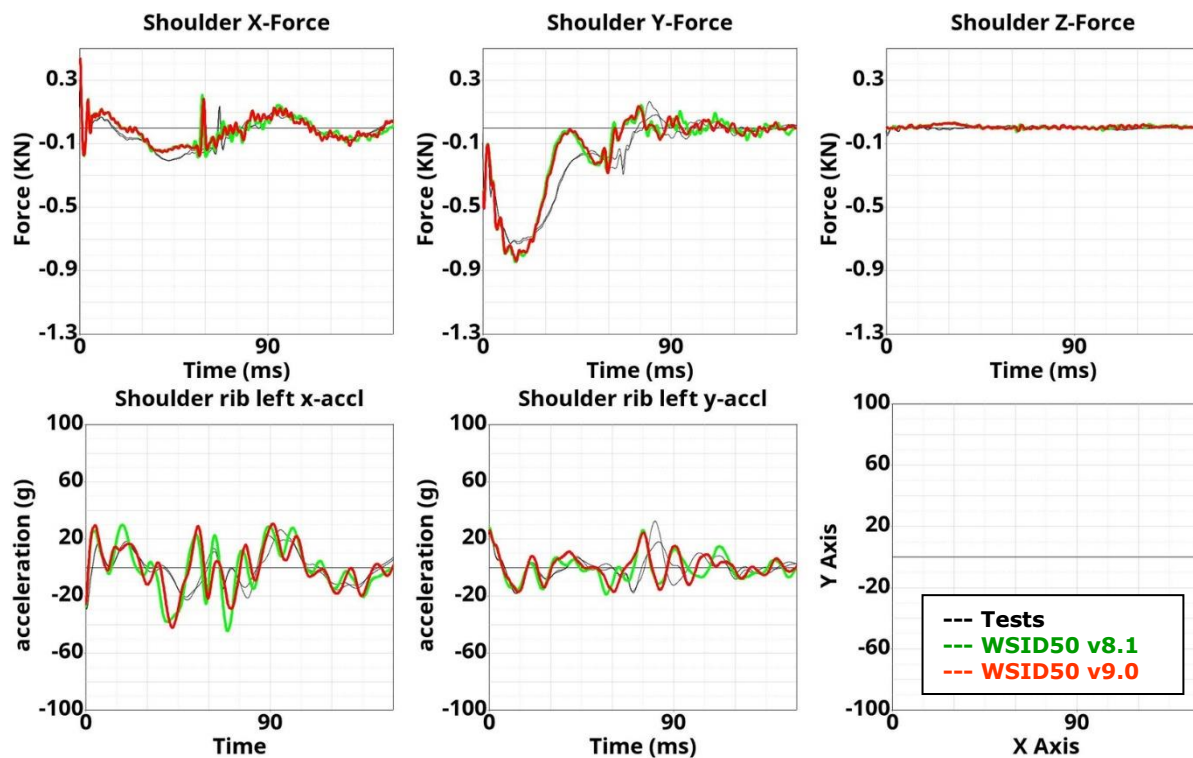 Shoulder X-Force
Shoulder Y-Force
Shoulder Z-Force
Force (KN)
0.3
-0.1
-0.5
-0.9
-1.3
0
90
Time (ms)
Force (KN)
0.3
-0.1
-0.5
-0.9
-1.3
0
90
Time (ms)
Force (KN)
0.3
-0.1
-0.5
-0.9
-1.3
0
90
Time (ms)
Shoulder rib left x-accl
Shoulder rib left y-accl
acceleration (g)
100
60
20
-20
-60
-100
0
90
Time
acceleration (g)
100
60
20
-20
-60
-100
0
90
Time (ms)
Y Axis
100
60
20
-20
-60
-100
0
90
X Axis
--- Tests
--- WSID50 v8.1
--- WSID50 v9.0